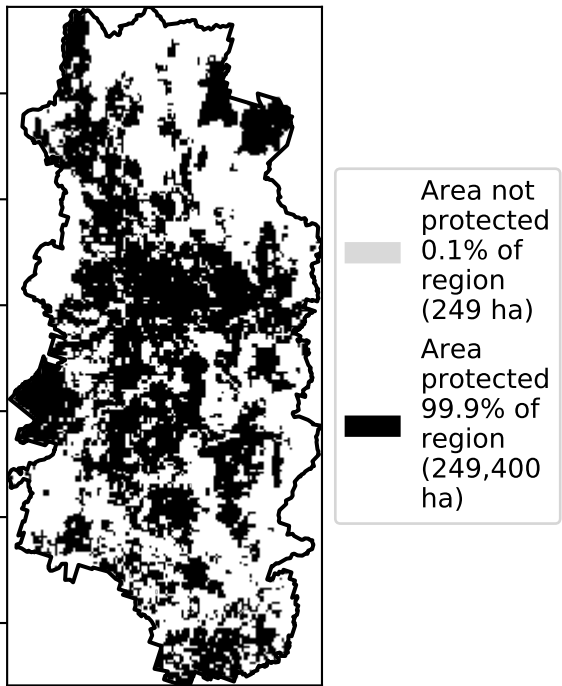 Area not
protected
0.1% of
region
(249 ha)
Area
protected
99.9% of
region
(249,400
ha)